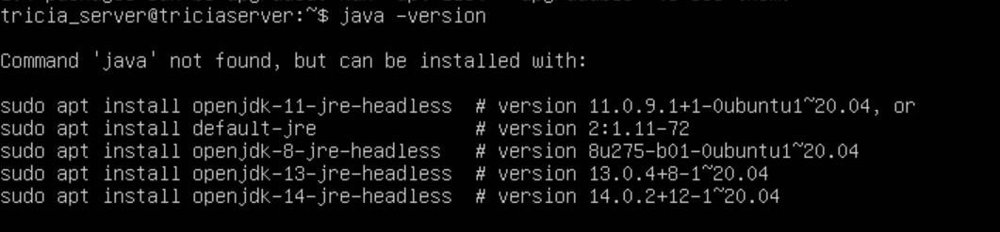 tricia_server@triciaserver:~$ java -version
Command 'java' not found, but can be installed with:
sudo apt install openjdk-11-jre-headless  # version 11.0.9.1+1-0ubuntu1~20.04, or
sudo apt install default-jre              # version 2:1.11-72
sudo apt install openjdk-8-jre-headless   # version 8u275-b01-0ubuntu1~20.04
sudo apt install openjdk-13-jre-headless  # version 13.0.4+8-1~20.04
sudo apt install openjdk-14-jre-headless  # version 14.0.2+12-1~20.04